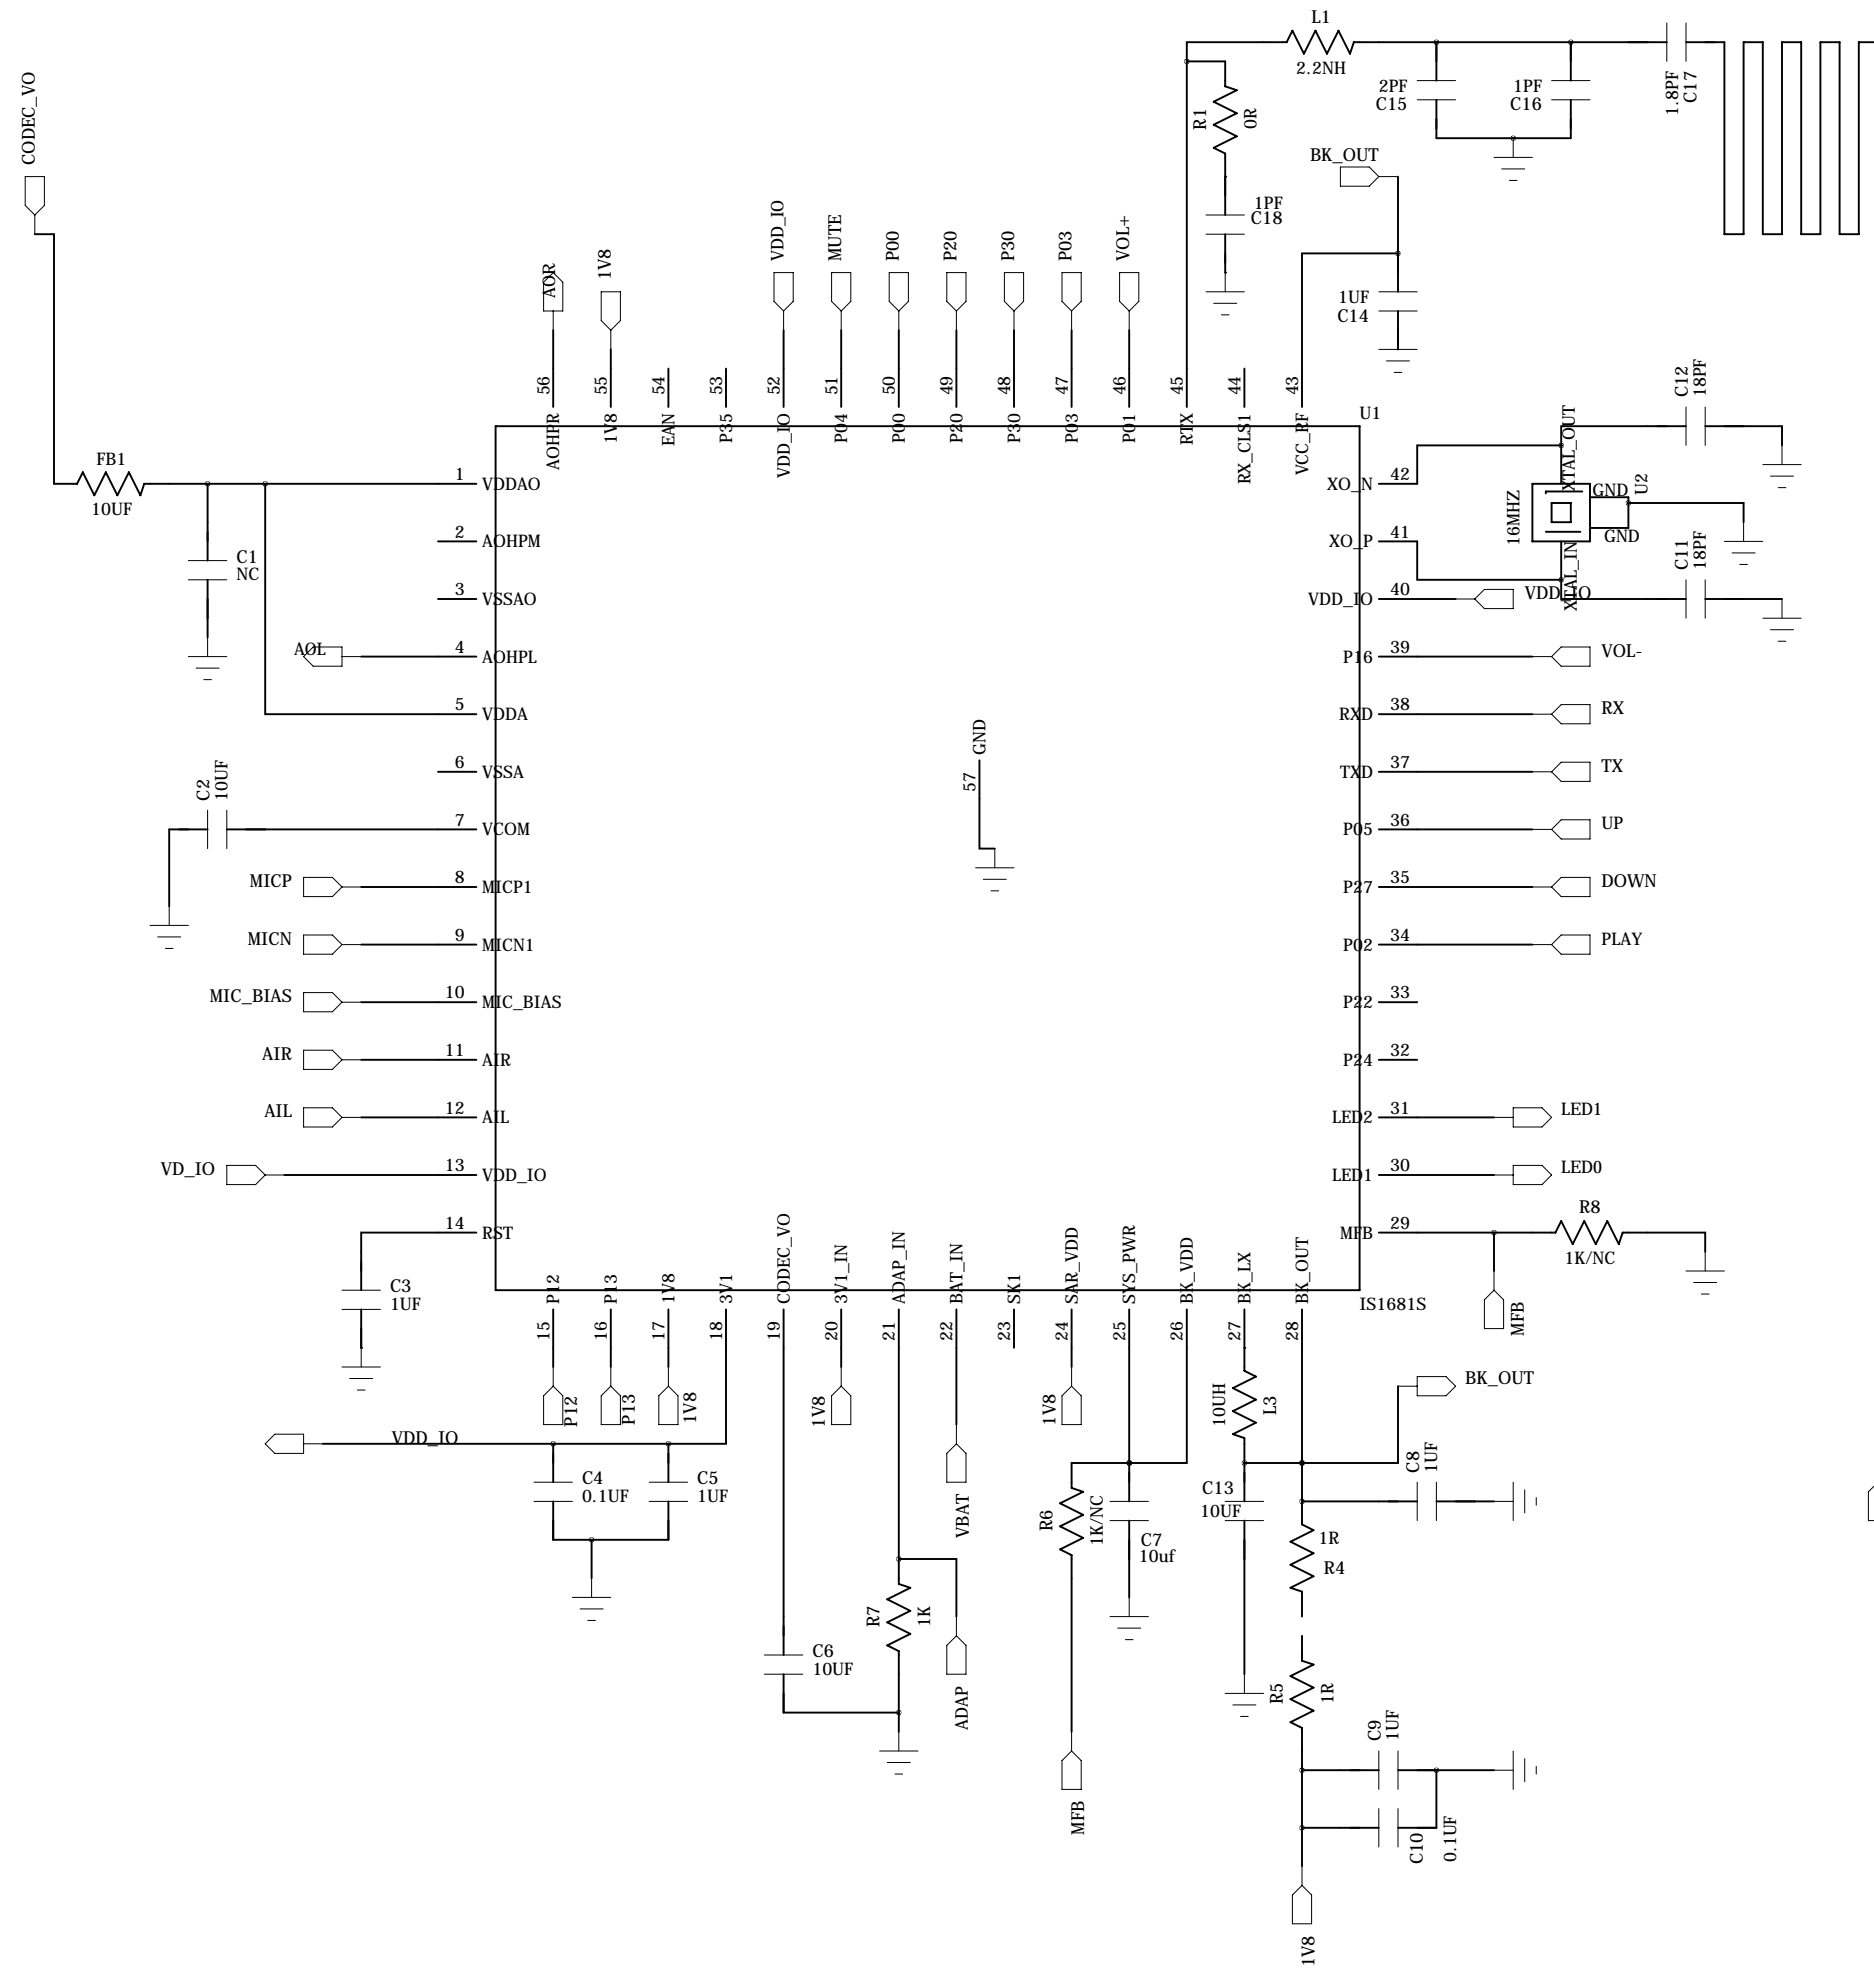 L1
2.2NH
2PF
C15
1PF
C16
1.8PF
C17
R1
0R
CODEC_VO
BK_OUT
1PF
C18
AOR
1V8
VDD_IO
MUTE
P00
P20
P30
P03
VOL+
1UF
C14
56
55
54
53
52
51
50
49
48
47
46
45
44
43
AOHPR
1V8
EAN
P35
VDD_IO
P04
P00
P20
P30
P03
P01
RTX
RX_CLS1
VCC_RF
U1
C12
18PF
XTAL_OUT
FB1
10UF
1 VDDAO
XO_N 42
16MHZ
GND
U2
GND
2 AOHPM
XO_P 41
C1
NC
XTAL_IN
C11
18PF
3 VSSAO
VDD_IO 40
VDD_IO
AOL
4 AOHPL
P16 39
VOL-
5 VDDA
RXD 38
RX
GND
57
6 VSSA
TXD 37
TX
C2
10UF
7 VCOM
P05 36
UP
MICP
8 MICP1
P27 35
DOWN
MICN
9 MICN1
P02 34
PLAY
MIC_BIAS
10 MIC_BIAS
P22 33
AIR
11 AIR
P24 32
AIL
12 AIL
LED2 31
LED1
VD_IO
13 VDD_IO
LED1 30
LED0
14 RST
MFB 29
R8
1K/NC
MFB
C3
1UF
IS1681S
P12
P13
1V8
3V1
CODEC_VO
3V1_IN
ADAP_IN
BAT_IN
SK1
SAR_VDD
SYS_PWR
BK_VDD
BK_LX
BK_OUT
15
16
17
18
19
20
21
22
23
24
25
26
27
28
P12
P13
1V8
1V8
1V8
10UH
L3
BK_OUT
VDD_IO
C4
0.1UF
C5
1UF
VBAT
R6
1K/NC
C7
10uf
C13
10UF
C8
1UF
1R
R4
R7
1K
C6
10UF
ADAP
R5
1R
MFB
C9
1UF
C10
0.1UF
1V8